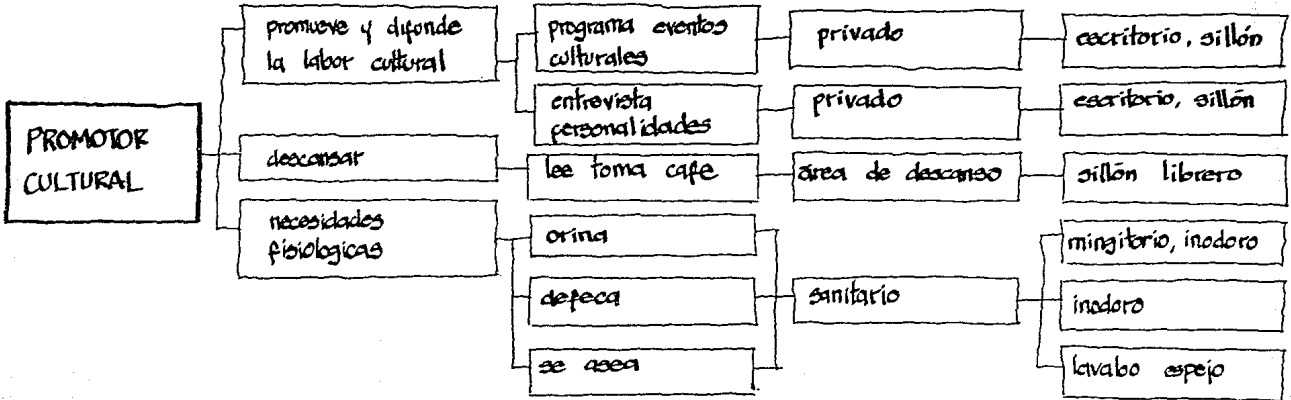 PROMOTOR
CULTURAL
promueve y difonde
la labor cultural
programa eventos
culturales
privado
escritorio, sillón
entrevista
personalidades
privado
escritorio, sillón
descansar
lee toma cafe
área de descanso
sillón librero
necesidades
fisiologicas
orina
defeca
se asea
sanitario
mingitorio, inodoro
inodoro
lavabo espejo